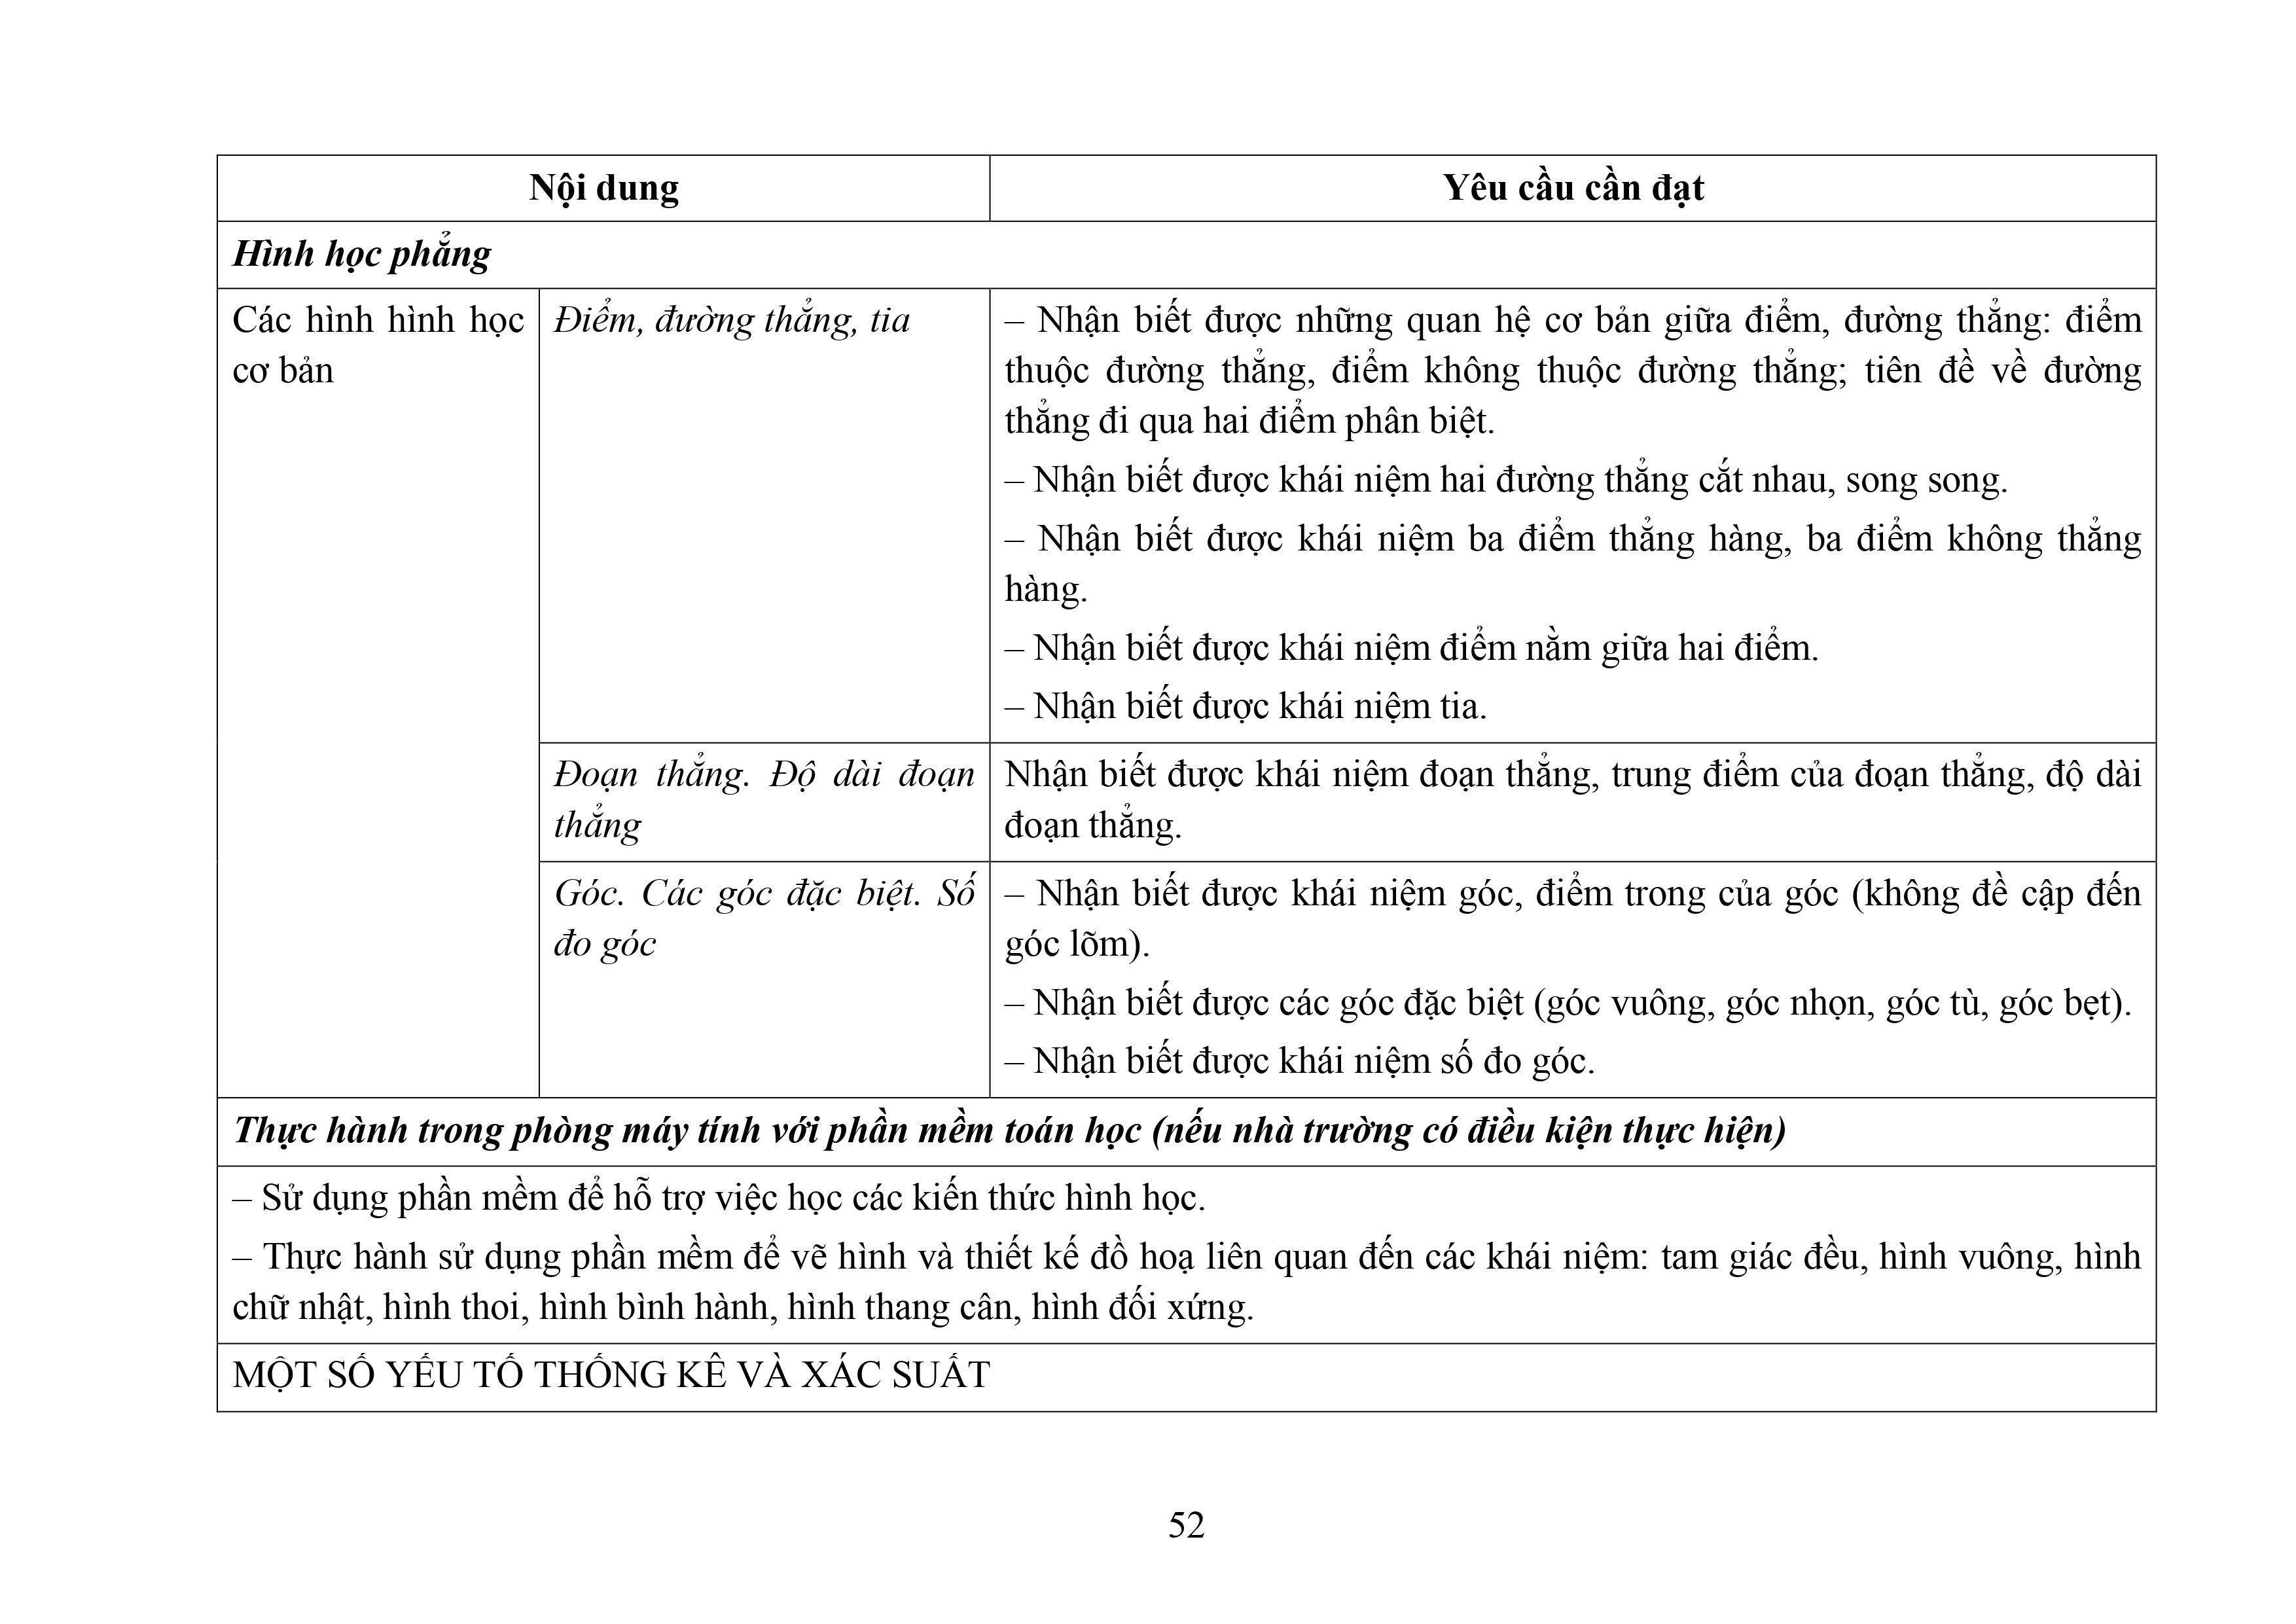 Nội dung
Yêu cầu cần đạt
Hình học phẳng
Các hình hình học
cơ bản
Điểm, đường thẳng, tia
– Nhận biết được những quan hệ cơ bản giữa điểm, đường thẳng: điểm
thuộc đường thẳng, điểm không thuộc đường thẳng; tiên đề về đường
thẳng đi qua hai điểm phân biệt.
– Nhận biết được khái niệm hai đường thẳng cắt nhau, song song.
– Nhận biết được khái niệm ba điểm thẳng hàng, ba điểm không thẳng
hàng.
– Nhận biết được khái niệm điểm nằm giữa hai điểm.
– Nhận biết được khái niệm tia.
Đoạn thẳng. Độ dài đoạn
thẳng
Nhận biết được khái niệm đoạn thẳng, trung điểm của đoạn thẳng, độ dài
đoạn thẳng.
Góc. Các góc đặc biệt. Số
đo góc
– Nhận biết được khái niệm góc, điểm trong của góc (không đề cập đến
góc lõm).
– Nhận biết được các góc đặc biệt (góc vuông, góc nhọn, góc tù, góc bẹt).
– Nhận biết được khái niệm số đo góc.
Thực hành trong phòng máy tính với phần mềm toán học (nếu nhà trường có điều kiện thực hiện)
– Sử dụng phần mềm để hỗ trợ việc học các kiến thức hình học.
– Thực hành sử dụng phần mềm để vẽ hình và thiết kế đồ hoạ liên quan đến các khái niệm: tam giác đều, hình vuông, hình
chữ nhật, hình thoi, hình bình hành, hình thang cân, hình đối xứng.
MỘT SỐ YẾU TỐ THỐNG KÊ VÀ XÁC SUẤT
52